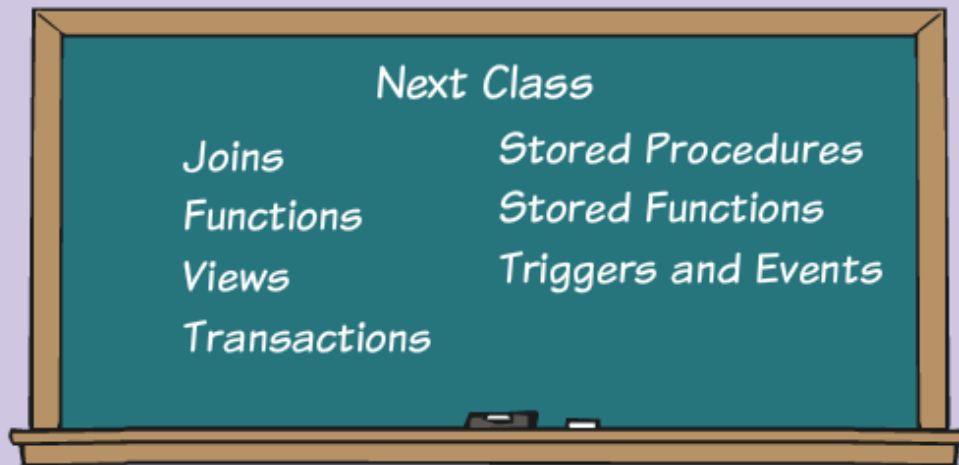 Next Class
Joins
Functions
Views
Transactions
Stored Procedures
Stored Functions
Triggers and Events